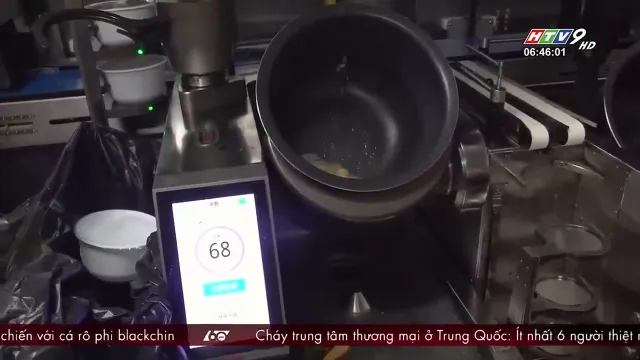 HTV9 HD
06:46:01
68
chiến với cá rô phi blackchin
60
Cháy trung tâm thương mại ở Trung Quốc: Ít nhất 6 người thiệt